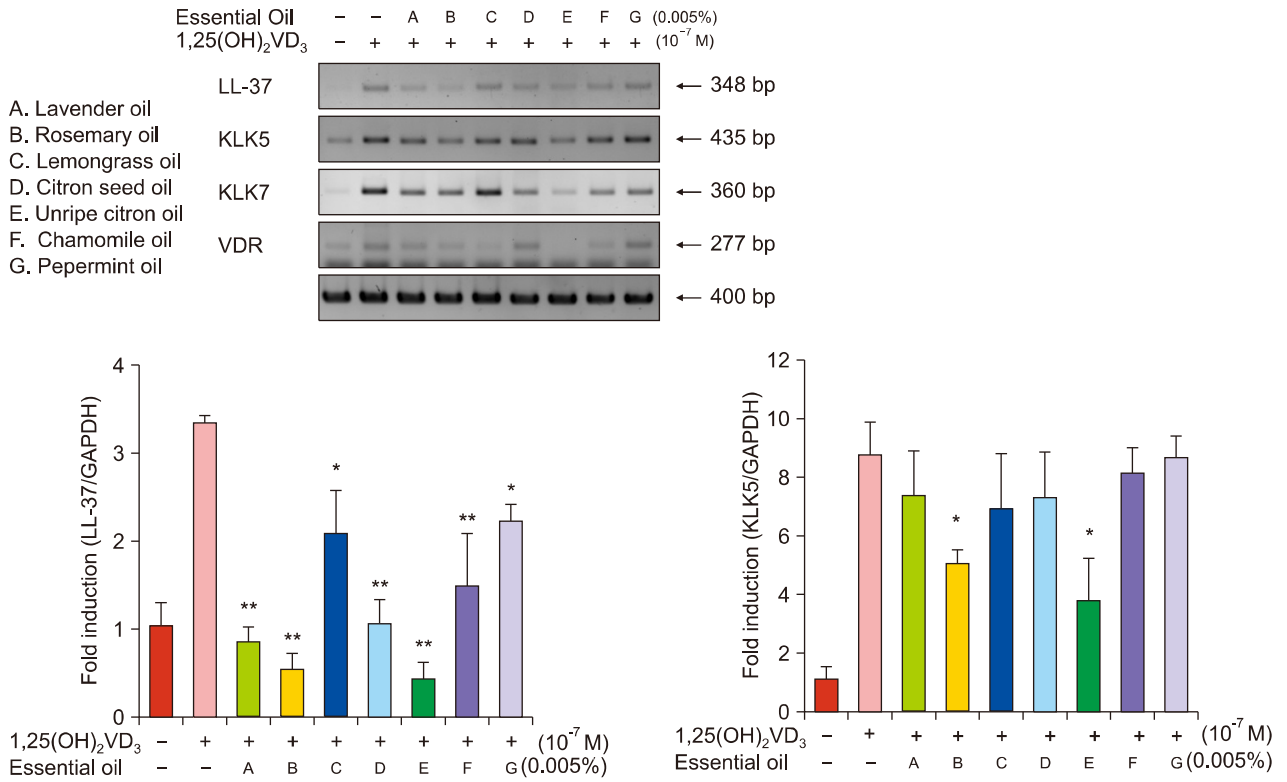 Essential Oil – – A B C D E F G (0.005%)
1,25(OH)₂VD₃ – + + + + + + + + (10⁻⁷ M)
LL-37 ← 348 bp
A. Lavender oil
B. Rosemary oil
KLK5 ← 435 bp
C. Lemongrass oil
D. Citron seed oil
KLK7 ← 360 bp
E. Unripe citron oil
F. Chamomile oil
VDR ← 277 bp
G. Pepermint oil
← 400 bp
Fold induction (LL-37/GAPDH)
4
3
2
1
0
** ** * ** ** ** *
1,25(OH)₂VD₃ – + + + + + + + + (10⁻⁷ M)
Essential oil – – A B C D E F G (0.005%)
Fold induction (KLK5/GAPDH)
12
10
8
6
4
2
0
* *
1,25(OH)₂VD₃ – + + + + + + + + (10⁻⁷ M)
Essential oil – – A B C D E F G (0.005%)